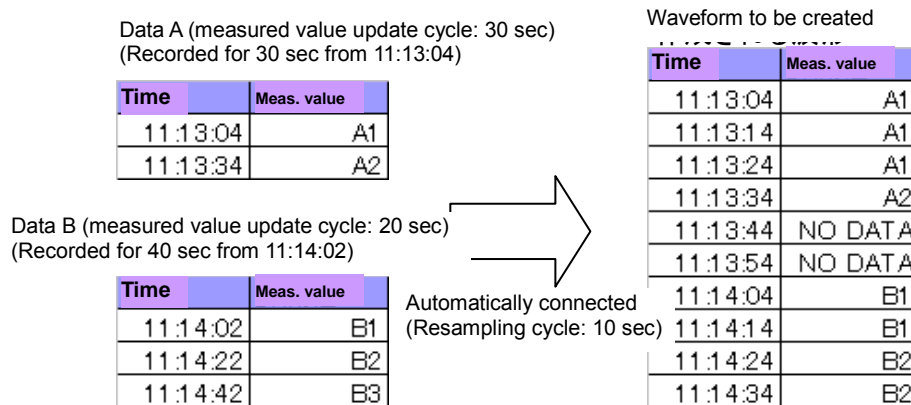 Data A (measured value update cycle: 30 sec)
(Recorded for 30 sec from 11:13:04)
Time Meas. value
11:13:04 A1
11:13:34 A2
Data B (measured value update cycle: 20 sec)
(Recorded for 40 sec from 11:14:02)
Time Meas. value
11:14:02 B1
11:14:22 B2
11:14:42 B3
Automatically connected
(Resampling cycle: 10 sec)
Waveform to be created
Time Meas. value
11:13:04 A1
11:13:14 A1
11:13:24 A1
11:13:34 A2
11:13:44 NO DATA
11:13:54 NO DATA
11:14:04 B1
11:14:14 B1
11:14:24 B2
11:14:34 B2